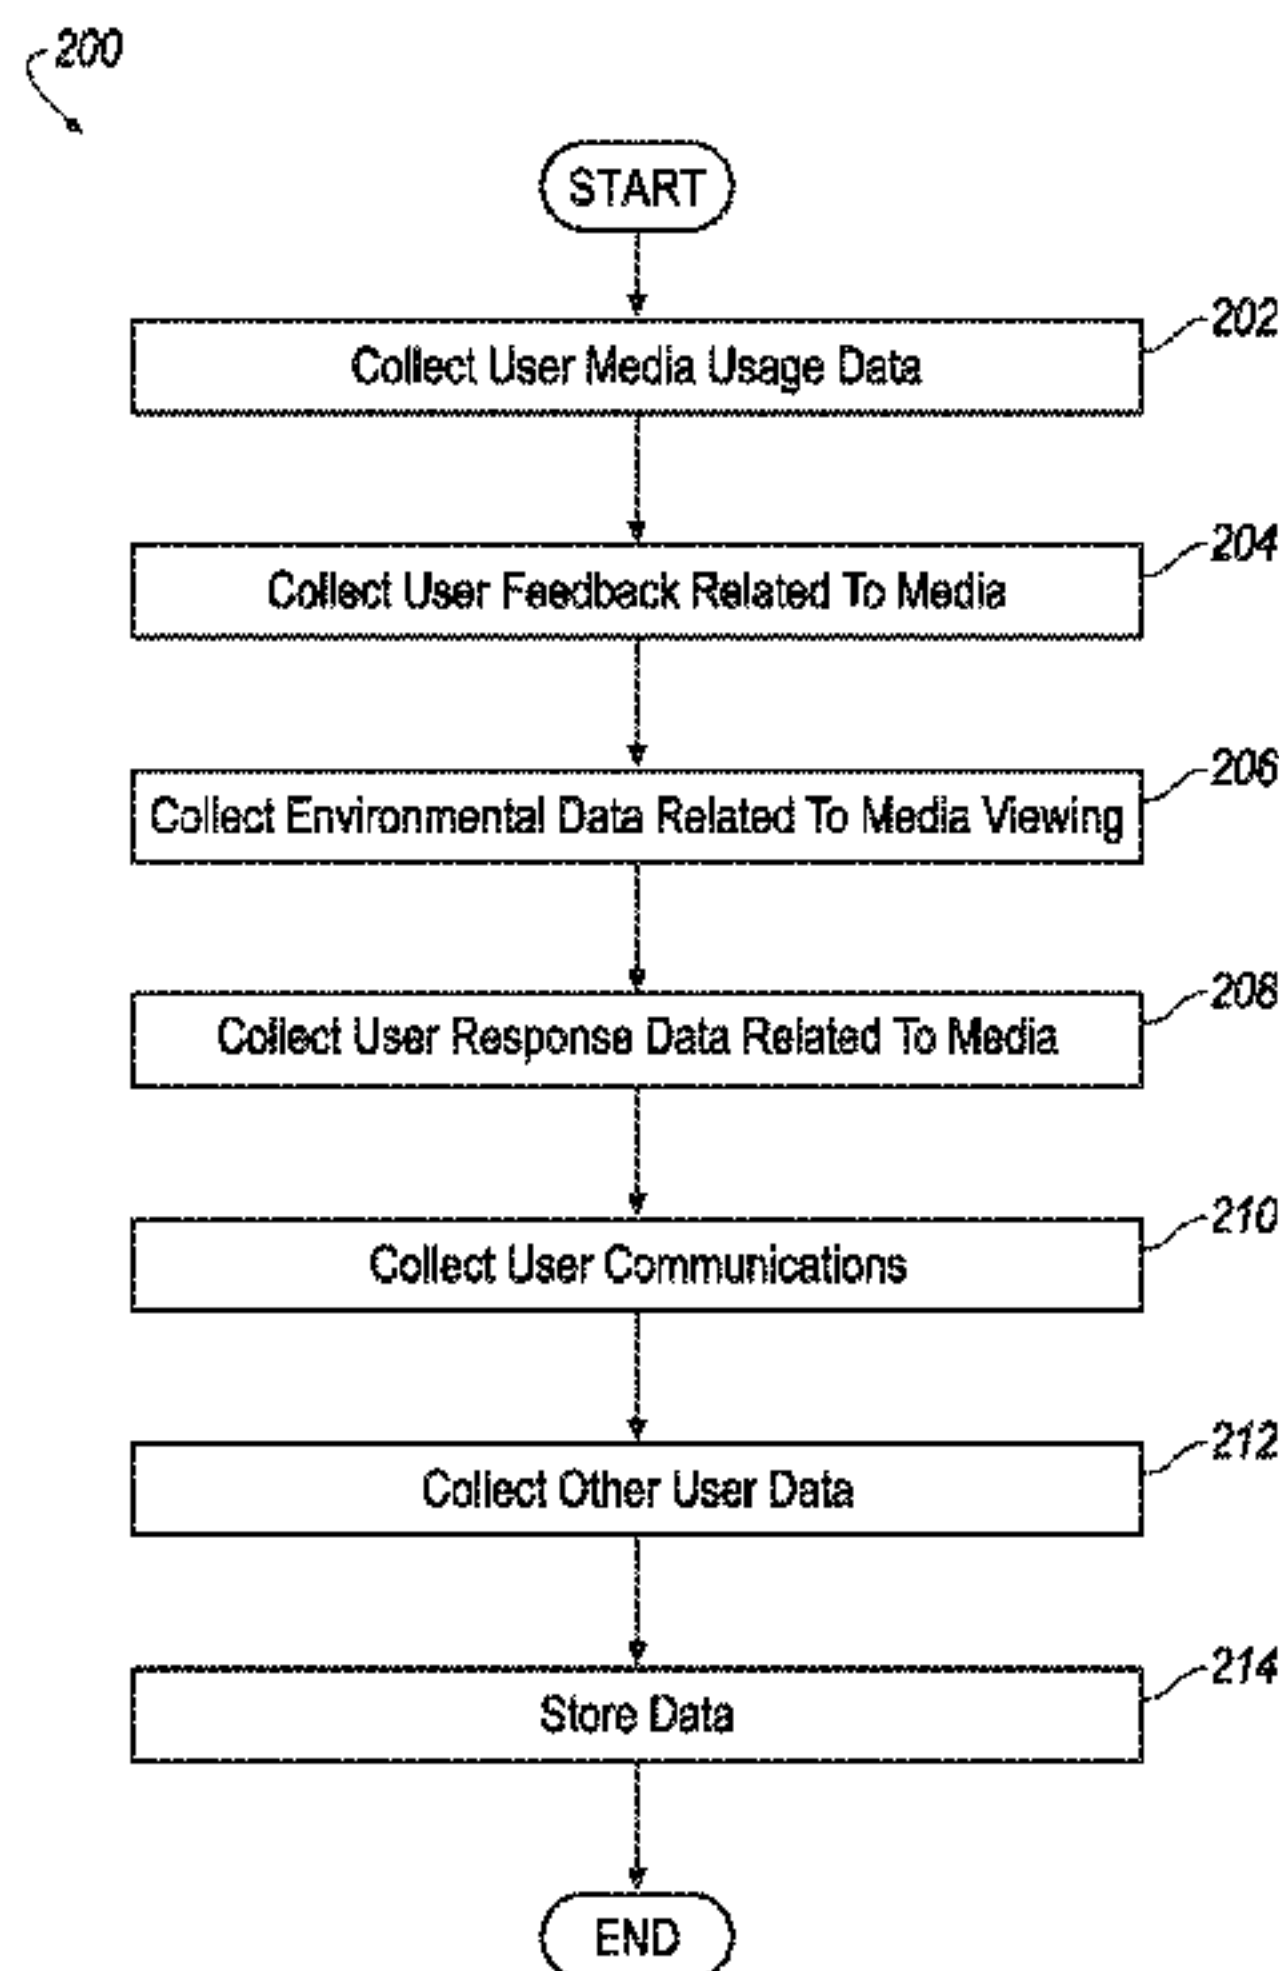 200
START
Collect User Media Usage Data
202
Collect User Feedback Related To Media
204
Collect Environmental Data Related To Media Viewing
206
Collect User Response Data Related To Media
208
Collect User Communications
210
Collect Other User Data
212
Store Data
214
END